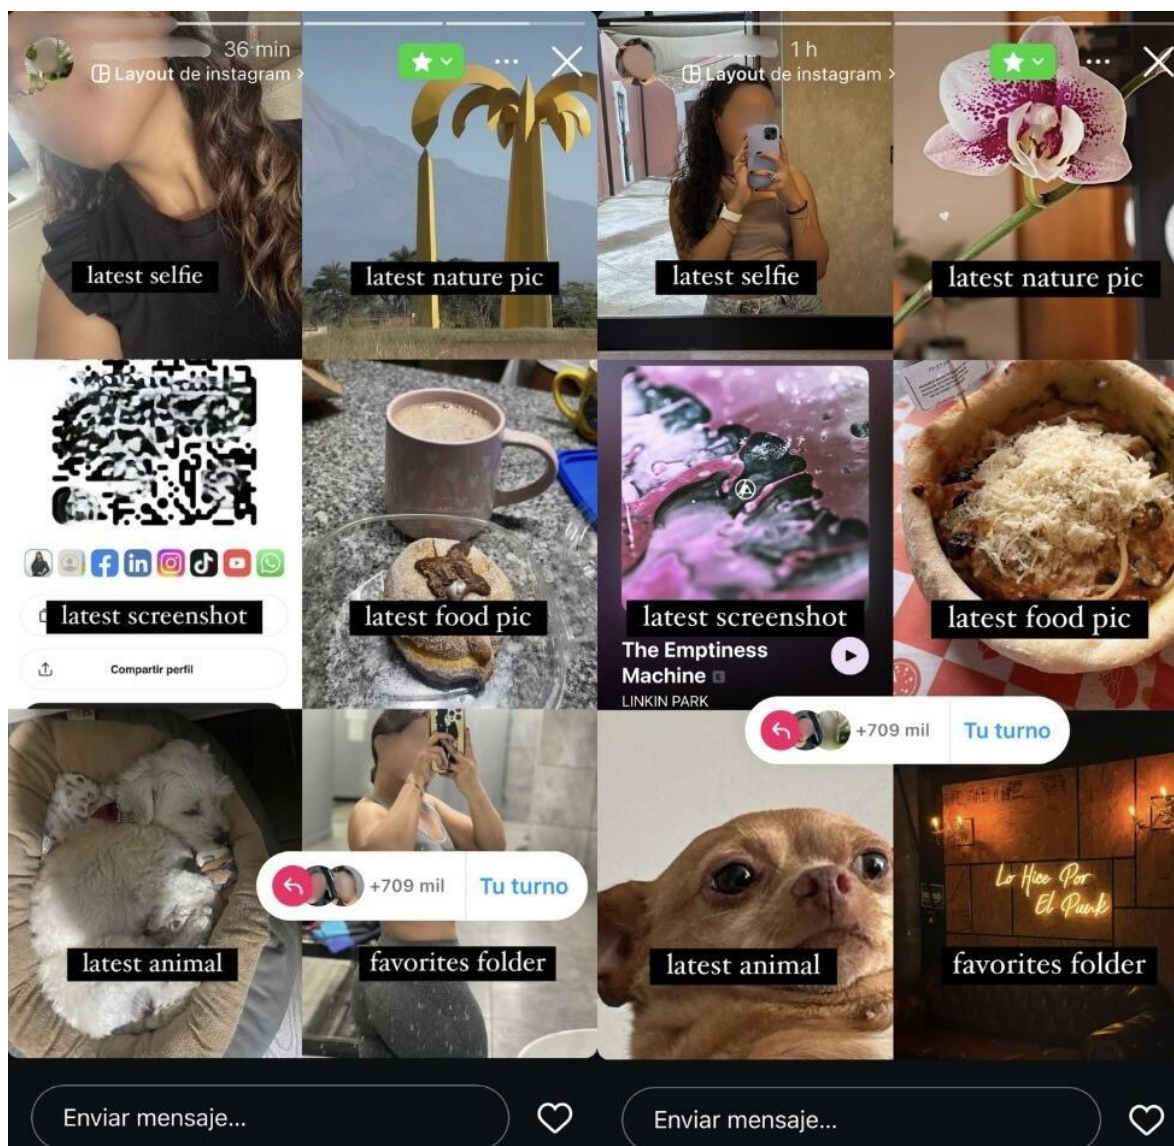 36 min
Layout de instagram
latest selfie
latest nature pic
latest screenshot
Compartir perfil
latest food pic
latest animal
+709 mil
Tu turno
favorites folder
Enviar mensaje...
1 h
Layout de instagram
latest selfie
latest nature pic
latest screenshot
The Emptiness
Machine E
LINKIN PARK
latest food pic
+709 mil
Tu turno
latest animal
Lo Hice Por
El Punk
favorites folder
Enviar mensaje...